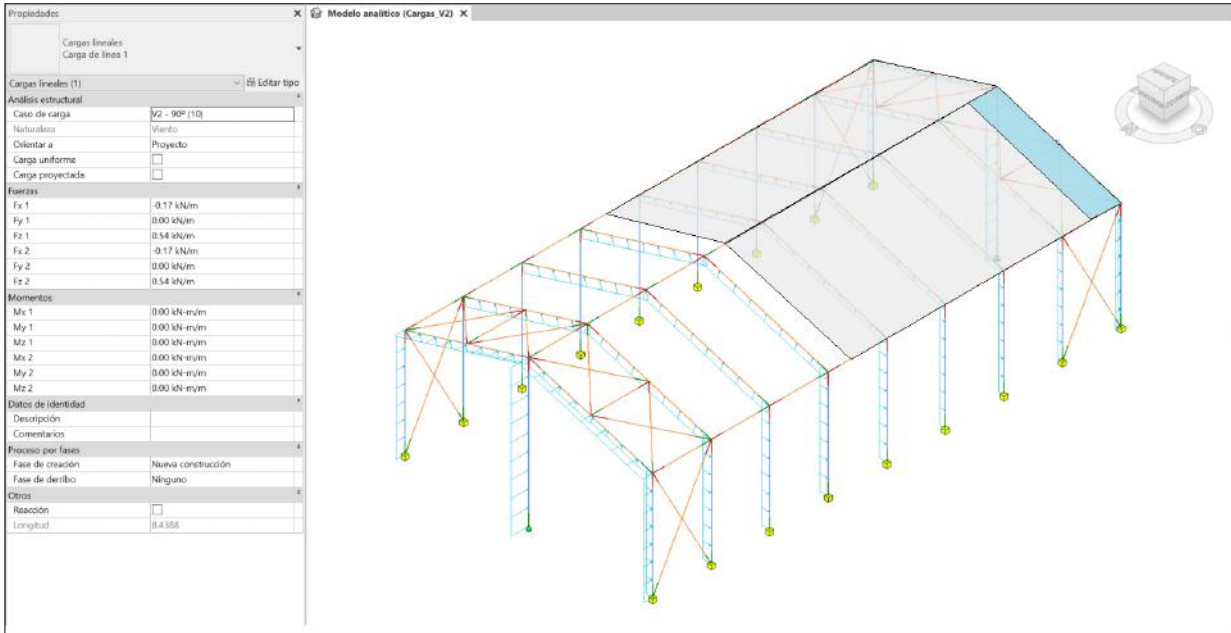 Propiedades
Modelo analítico (Cargas_V2)
Cargas lineales
Carga de línea 1
Cargas lineales (1)
Editar tipo
Análisis estructural
Caso de carga V2 - 90º (10)
Naturaleza Viento
Orientar a Proyecto
Carga uniforme
Carga proyectada
Fuerzas
Fx 1 -0.17 kN/m
Fy 1 0.00 kN/m
Fz 1 0.54 kN/m
Fx 2 -0.17 kN/m
Fy 2 0.00 kN/m
Fz 2 0.54 kN/m
Momentos
Mx 1 0.00 kN-m/m
My 1 0.00 kN-m/m
Mz 1 0.00 kN-m/m
Mx 2 0.00 kN-m/m
My 2 0.00 kN-m/m
Mz 2 0.00 kN-m/m
Datos de identidad
Descripción
Comentarios
Proceso por fases
Fase de creación Nueva construcción
Fase de derribo Ninguno
Otros
Reacción
Longitud 8.4388